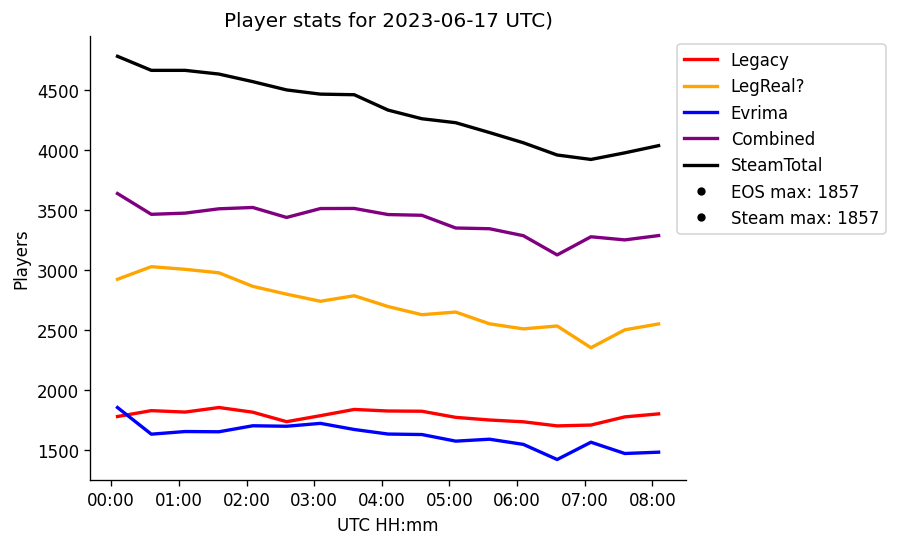 Player stats for 2023-06-17 UTC)
Legacy
LegReal?
Evrima
Combined
SteamTotal
EOS max: 1857
Steam max: 1857
4500
4000
3500
3000
2500
2000
1500
Players
00:00 01:00 02:00 03:00 04:00 05:00 06:00 07:00 08:00
UTC HH:mm